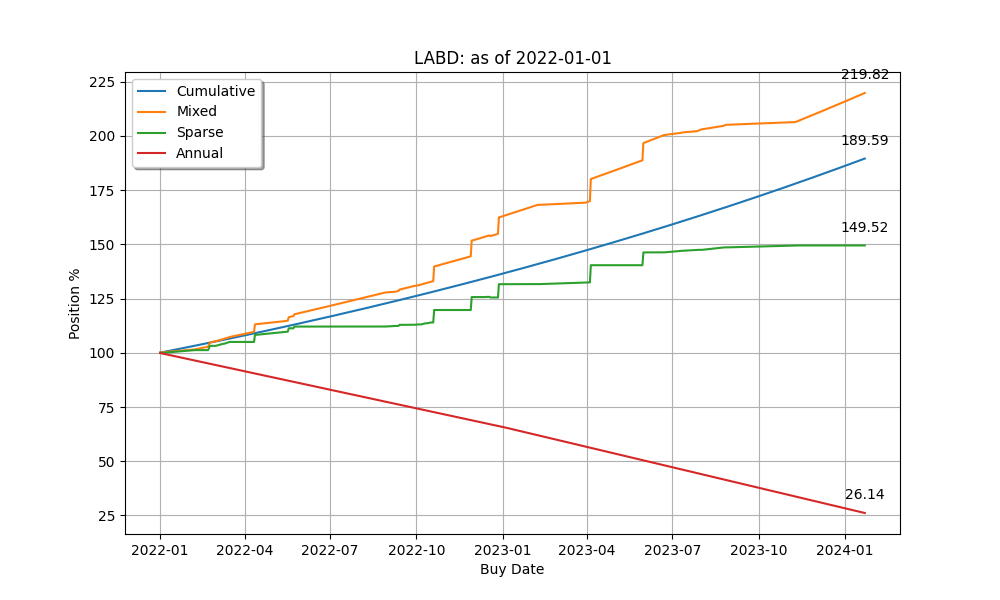 LABD: as of 2022-01-01
219.82
189.59
149.52
26.14
Cumulative
Mixed
Sparse
Annual
Position %
225
200
175
150
125
100
75
50
25
2022-01 2022-04 2022-07 2022-10 2023-01 2023-04 2023-07 2023-10 2024-01
Buy Date